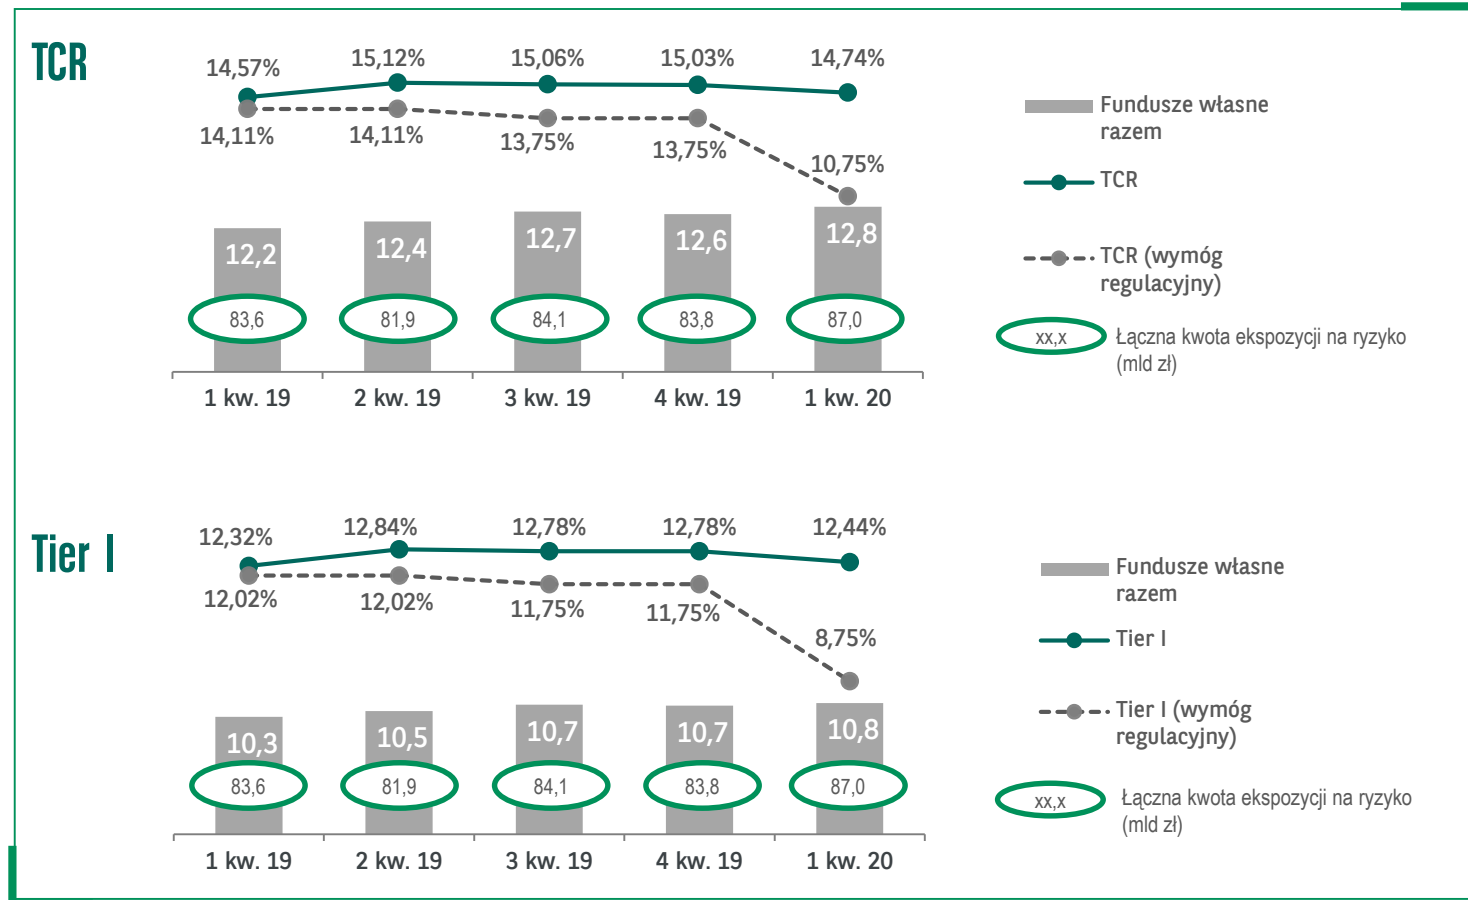 TCR
14,57%
15,12%
15,06%
15,03%
14,74%
14,11%
14,11%
13,75%
13,75%
10,75%
12,2
12,4
12,7
12,6
12,8
83,6
81,9
84,1
83,8
87,0
1 kw. 19
2 kw. 19
3 kw. 19
4 kw. 19
1 kw. 20
Fundusze własne
razem
TCR
TCR (wymóg
regulacyjny)
xx,x
Łączna kwota ekspozycji na ryzyko
(mld zł)
Tier I
12,32%
12,84%
12,78%
12,78%
12,44%
12,02%
12,02%
11,75%
11,75%
8,75%
10,3
10,5
10,7
10,7
10,8
83,6
81,9
84,1
83,8
87,0
1 kw. 19
2 kw. 19
3 kw. 19
4 kw. 19
1 kw. 20
Fundusze własne
razem
Tier I
Tier I (wymóg
regulacyjny)
xx,x
Łączna kwota ekspozycji na ryzyko
(mld zł)